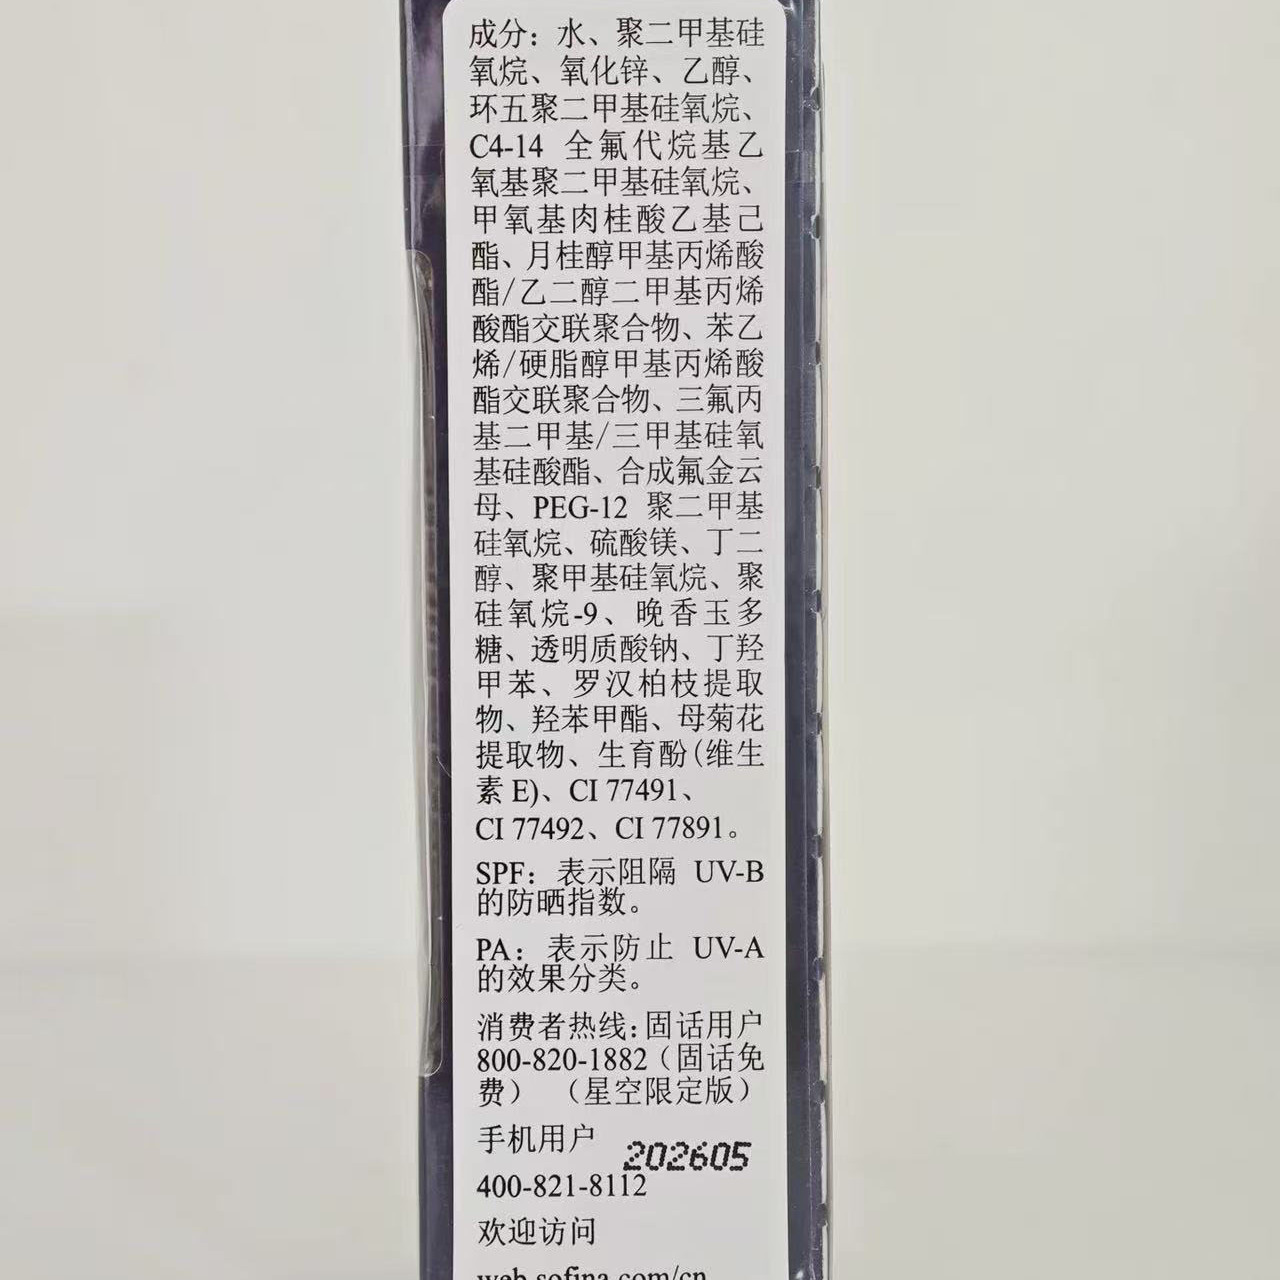 成分：水、聚二甲基硅
氧烷、氧化锌、乙醇、
环五聚二甲基硅氧烷、
C4-14 全氟代烷基乙
氧基聚二甲基硅氧烷、
甲氧基肉桂酸乙基己
酯、月桂醇甲基丙烯酸
酯/乙二醇二甲基丙烯
酸酯交联聚合物、苯乙
烯/硬脂醇甲基丙烯酸
酯交联聚合物、三氟丙
基二甲基/三甲基硅氧
基硅酸酯、合成氟金云
母、PEG-12 聚二甲基
硅氧烷、硫酸镁、丁二
醇、聚甲基硅氧烷、聚
硅氧烷-9、晚香玉多
糖、透明质酸钠、丁羟
甲苯、罗汉柏枝提取
物、羟苯甲酯、母菊花
提取物、生育酚(维生
素 E)、CI 77491、
CI 77492、CI 77891。
SPF：表示阻隔 UV-B
的防晒指数。
PA：表示防止 UV-A
的效果分类。
消费者热线:固话用户
800-820-1882（固话免
费） （星空限定版）
手机用户
202605
400-821-8112
欢迎访问
web.sofina.com/cn